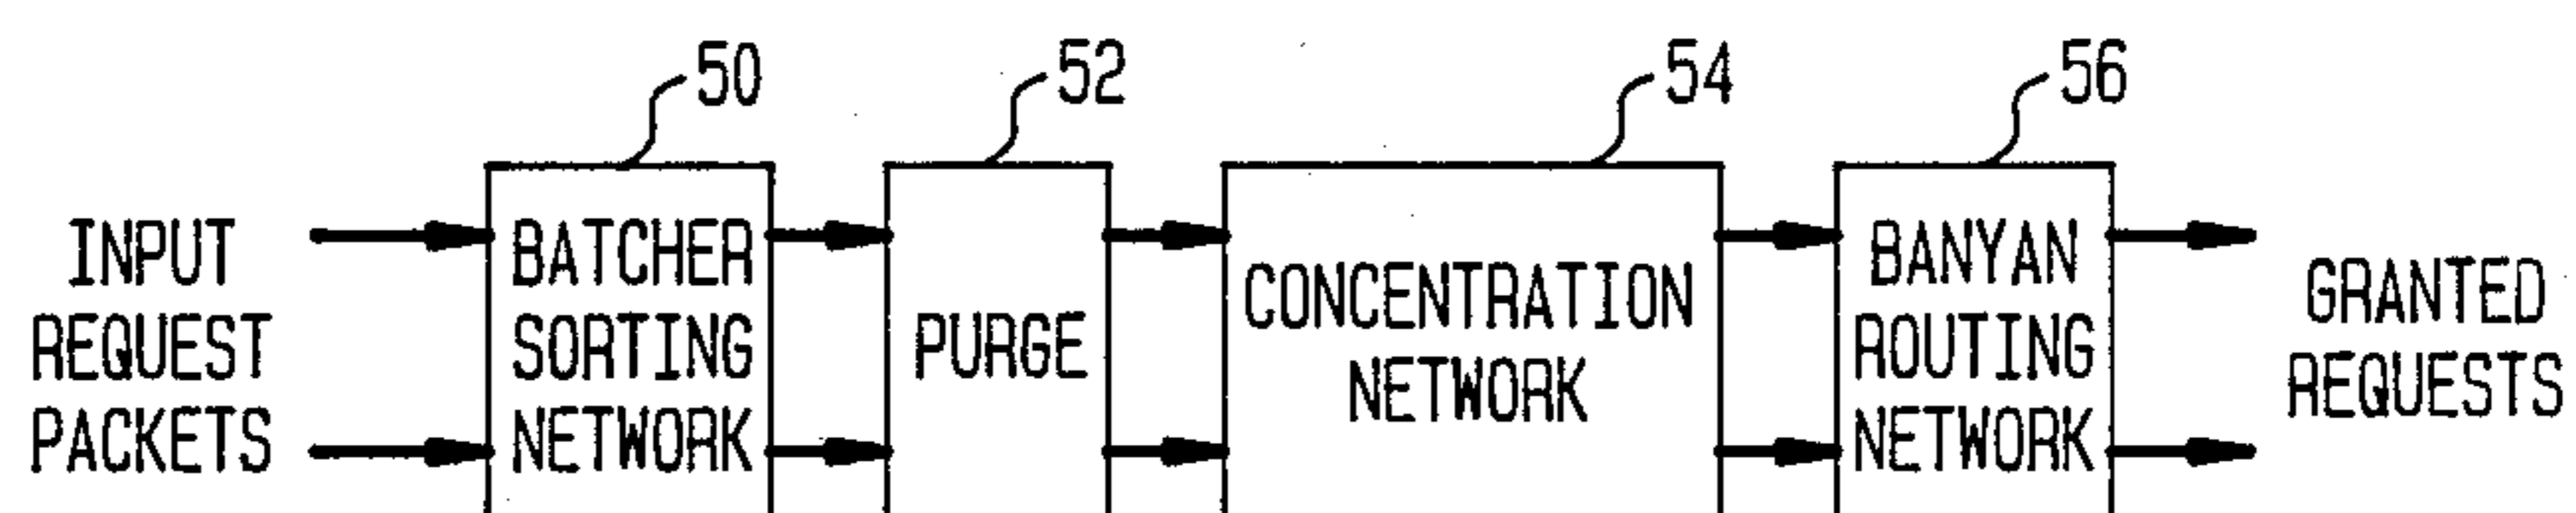 50
52
54
56
INPUT
REQUEST
PACKETS
BATCHER
SORTING
NETWORK
PURGE
CONCENTRATION
NETWORK
BANYAN
ROUTING
NETWORK
GRANTED
REQUESTS